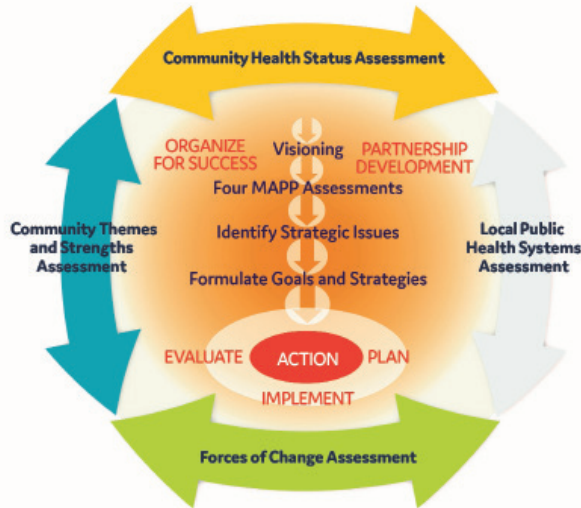 Community Health Status Assessment
ORGANIZE
FOR SUCCESS
Visioning
PARTNERSHIP
DEVELOPMENT
Four MAPP Assessments
Community Themes
and Strengths
Assessment
Identify Strategic Issues
Local Public
Health Systems
Assessment
Formulate Goals and Strategies
EVALUATE
ACTION
PLAN
IMPLEMENT
Forces of Change Assessment